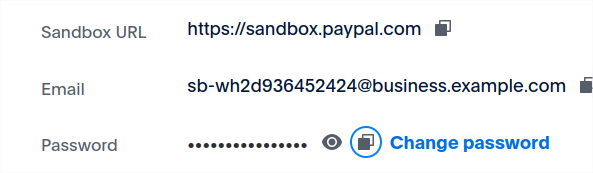 Sandbox URL https://sandbox.paypal.com
Email sb-wh2d936452424@business.example.com
Password ••••••••••••••• Change password